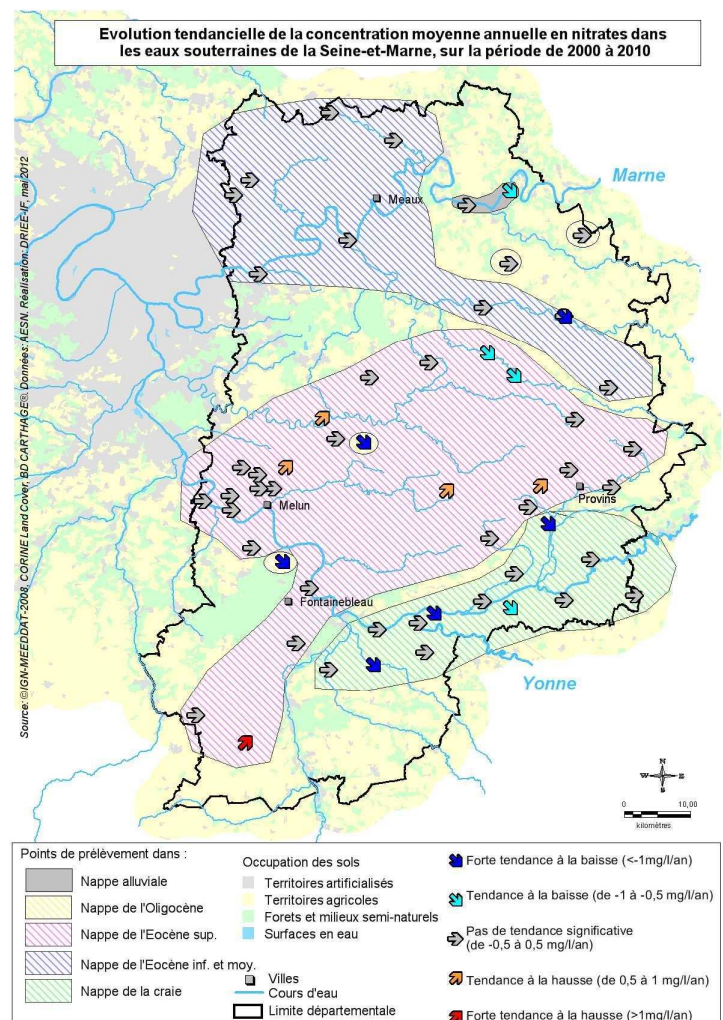 Evolution tendancielle de la concentration moyenne annuelle en nitrates dans
les eaux souterraines de la Seine-et-Marne, sur la période de 2000 à 2010
Source: ©IGN-MEEDDAT-2008, CORINE Land Cover, BD CARTHAGE®. Données: AESN. Réalisation: DRIEE-IF, mai 2012
Marne
Meaux
Provins
Melun
Fontainebleau
Yonne
N
W E
S
0 10,00
kilomètres
Points de prélèvement dans :
Nappe alluviale
Nappe de l'Oligocène
Nappe de l'Eocène sup.
Nappe de l'Eocène inf. et moy.
Nappe de la craie
Occupation des sols
Territoires artificialisés
Territoires agricoles
Forets et milieux semi-naturels
Surfaces en eau
Villes
Cours d'eau
Limite départementale
Forte tendance à la baisse (<-1mg/l/an)
Tendance à la baisse (de -1 à -0,5 mg/l/an)
Pas de tendance significative
(de -0,5 à 0,5 mg/l/an)
Tendance à la hausse (de 0,5 à 1 mg/l/an)
Forte tendance à la hausse (>1mg/l/an)